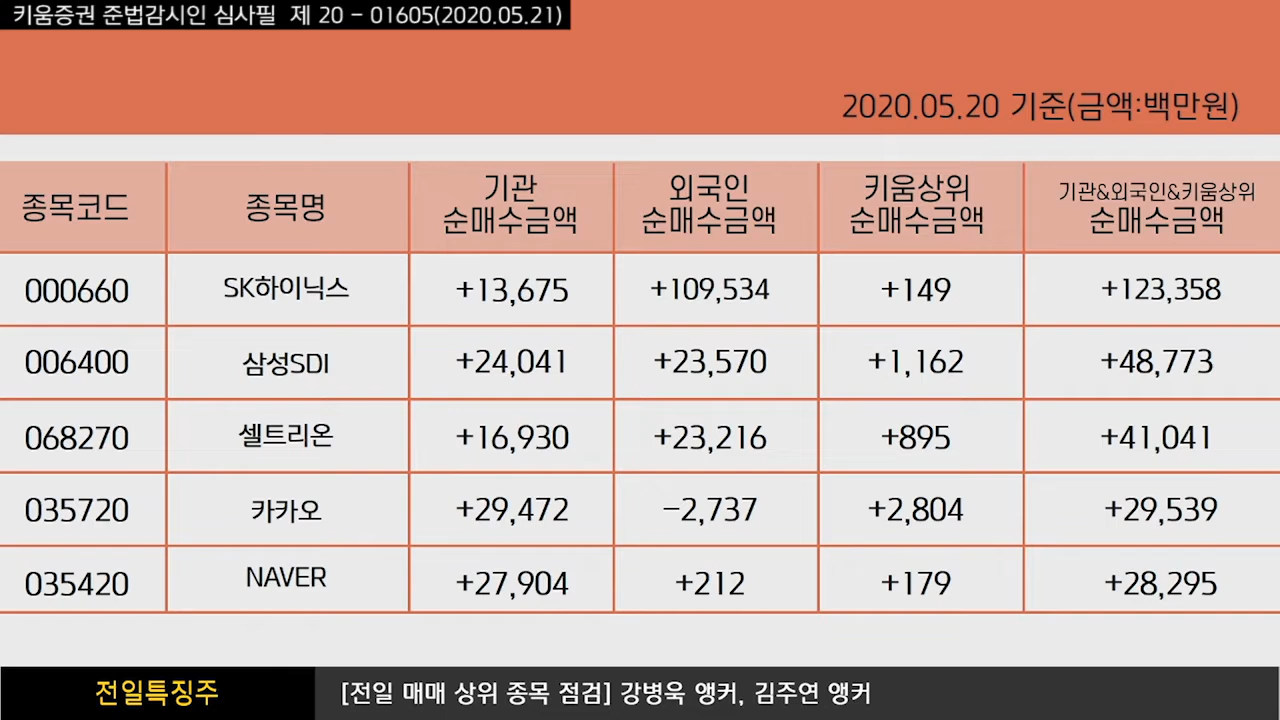 키움증권 준법감시인 심사필 제 20 - 01605(2020.05.21)
2020.05.20 기준(금액:백만원)
종목코드 종목명 기관 순매수금액 외국인 순매수금액 키움상위 순매수금액 기관&외국인&키움상위 순매수금액
000660 SK하이닉스 +13,675 +109,534 +149 +123,358
006400 삼성SDI +24,041 +23,570 +1,162 +48,773
068270 셀트리온 +16,930 +23,216 +895 +41,041
035720 카카오 +29,472 -2,737 +2,804 +29,539
035420 NAVER +27,904 +212 +179 +28,295
전일특징주 [전일 매매 상위 종목 점검] 강병욱 앵커, 김주연 앵커